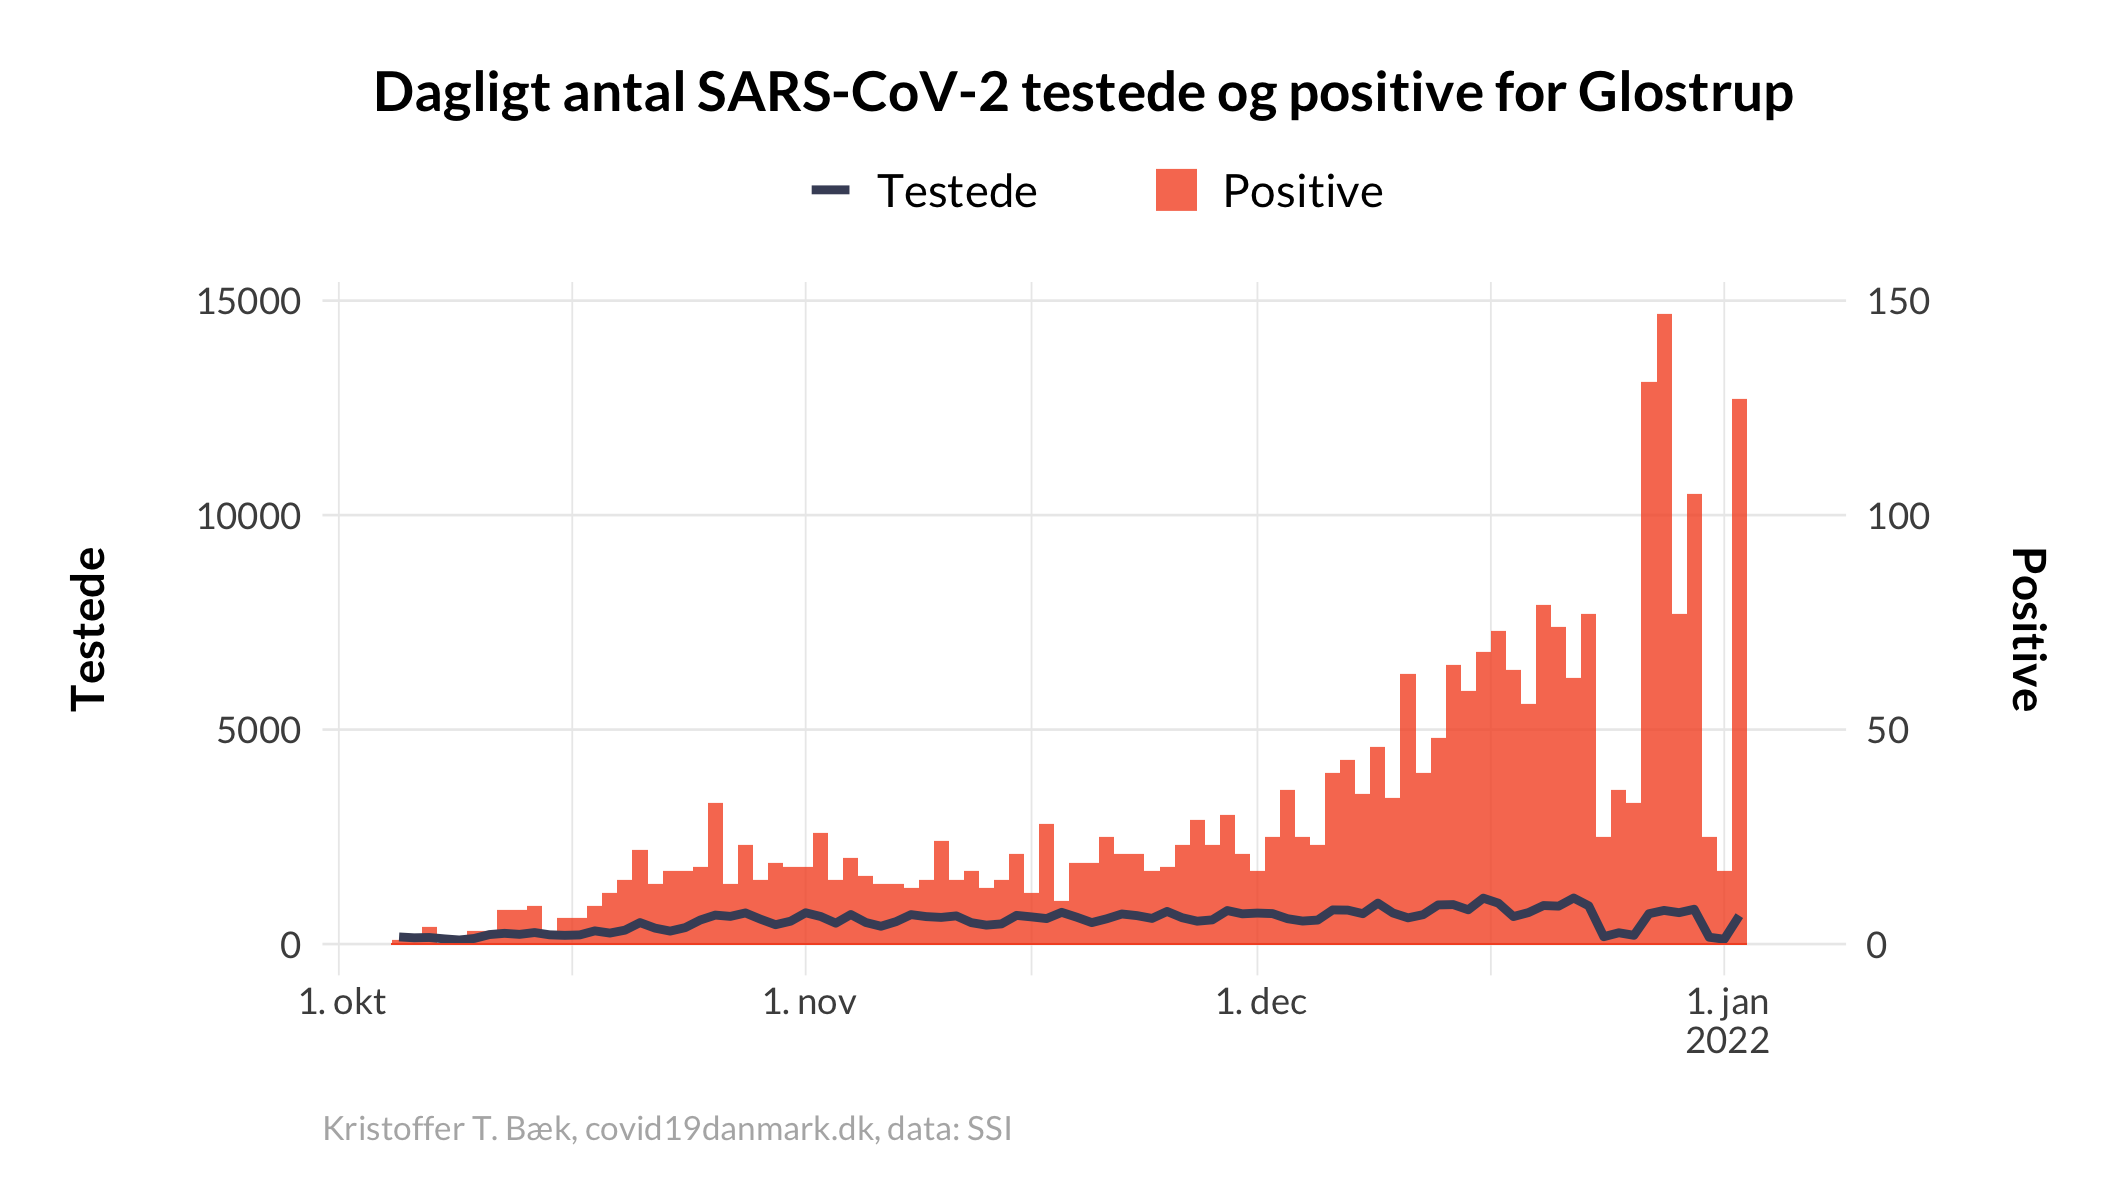 Dagligt antal SARS-CoV-2 testede og positive for Glostrup
Testede
Positive
15000
10000
5000
0
150
100
50
0
Testede
Positive
1. okt
1. nov
1. dec
1. jan
2022
Kristoffer T. Bæk, covid19danmark.dk, data: SSI